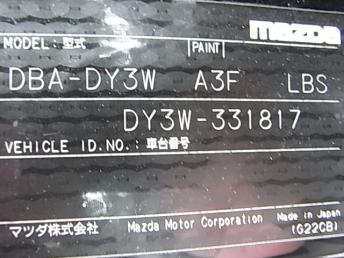 mazda
MODEL: 型式 PAINT
DBA-DY3W A3F LBS
DY3W-331817
VEHICLE ID.NO.: 車台番号
マツダ株式会社 Mazda Motor Corporation Made in Japan
(G22CB)